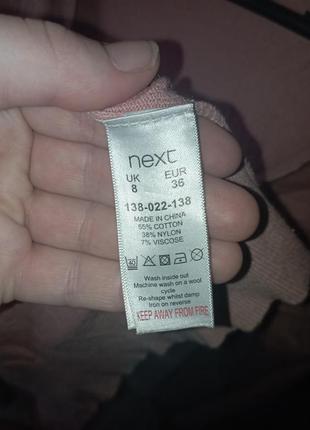 next
UK EUR
8 36
138-022-138
MADE IN CHINA
55% COTTON
38% NYLON
7% VISCOSE
40
Wash inside out
Machine wash on a wool
cycle
Re-shape whilst damp
Iron on reverse
KEEP AWAY FROM FIRE